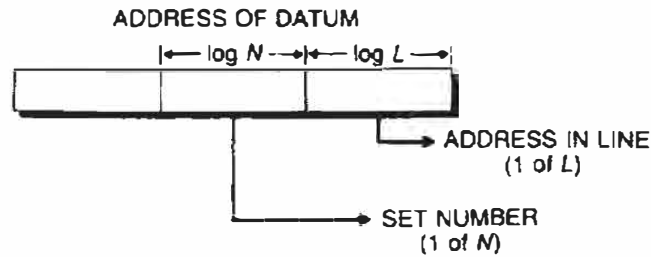 ADDRESS OF DATUM
log N
log L
ADDRESS IN LINE
(1 of L)
SET NUMBER
(1 of N)